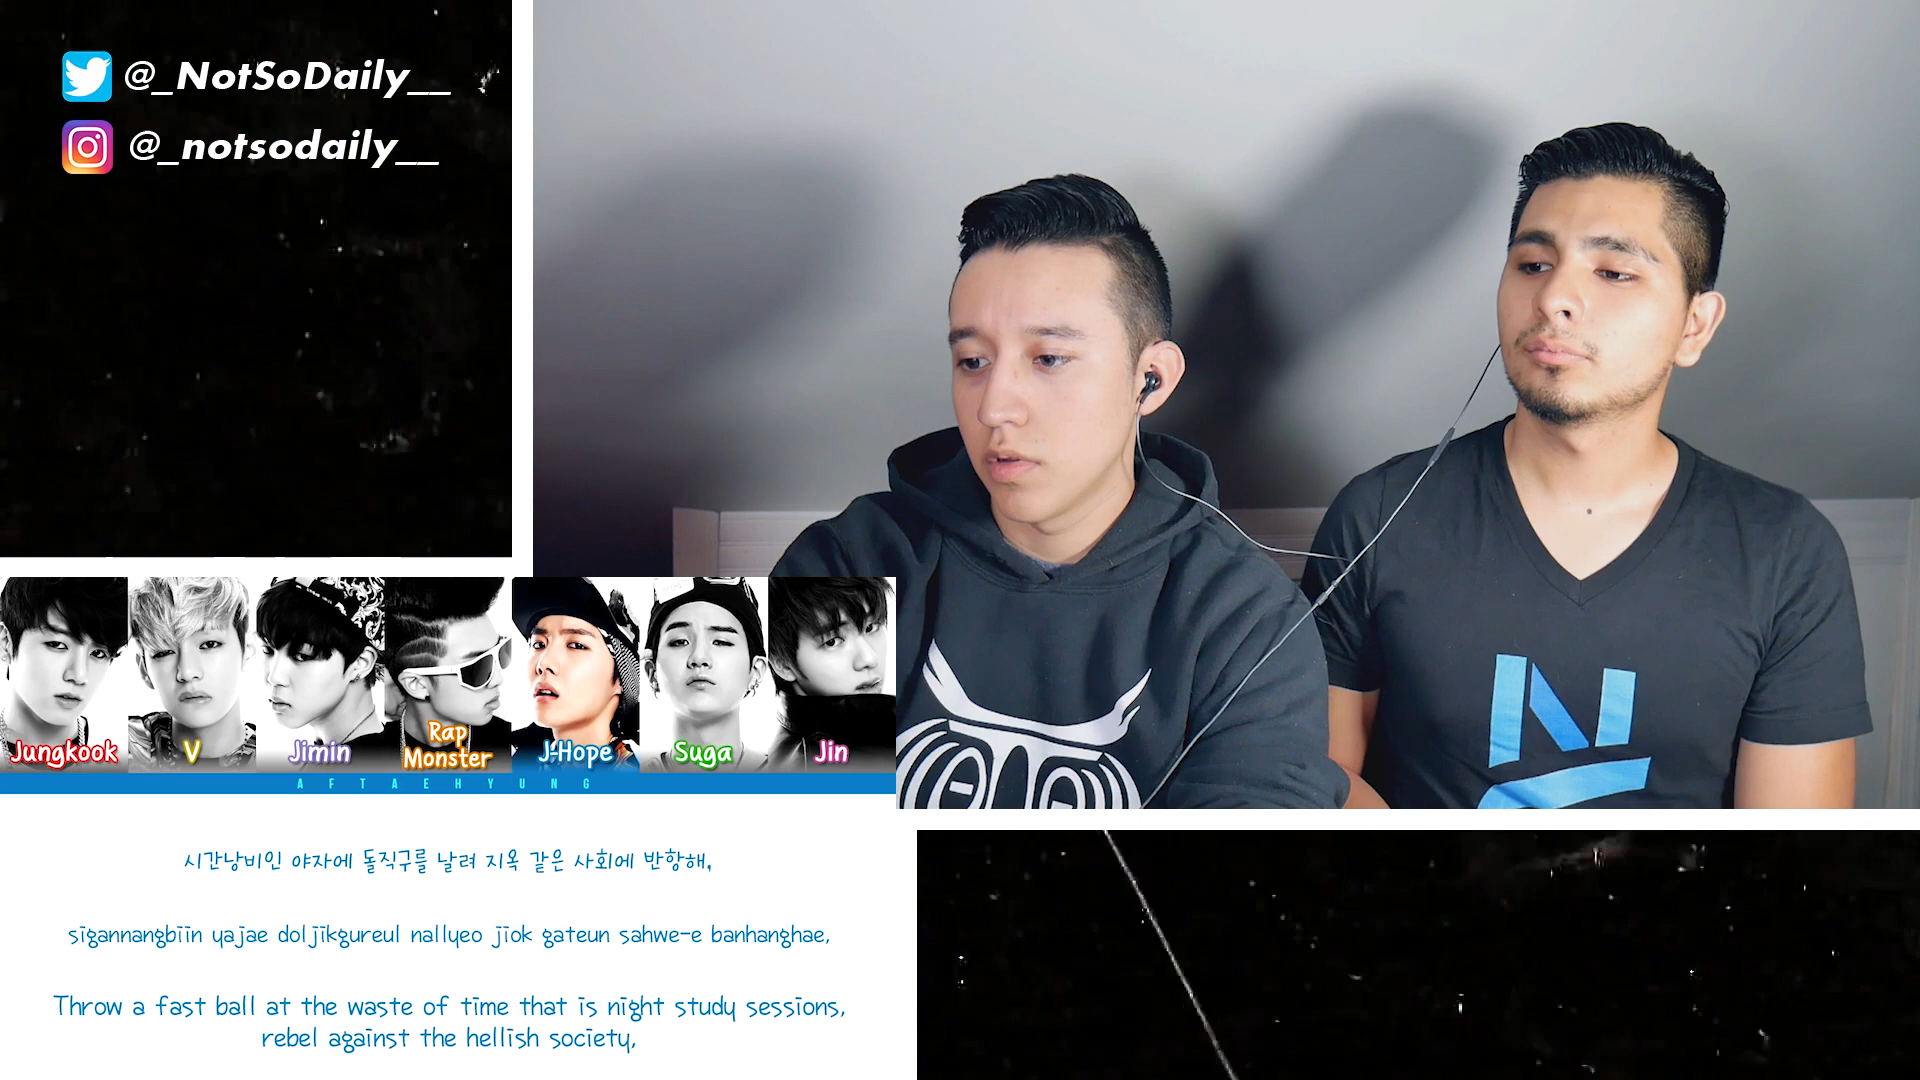 @_NotSoDaily__
@_notsodaily__
Jungkook
V
Jimin
Rap
Monster
J-Hope
Suga
Jin
AFTAEHYUNG
시간낭비인 야자에 돌직구를 날려 지옥 같은 사회에 반항해,
sigannangbiin yajae doljikgureul nallyeo jiok gateun sahwe-e banhanghae,
Throw a fast ball at the waste of time that is night study sessions,
rebel against the hellish society,
N